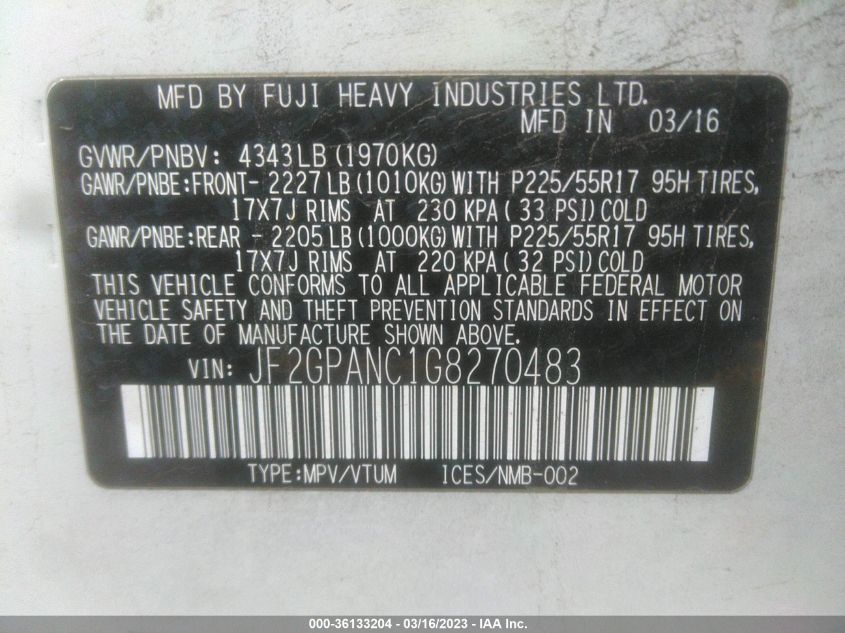 MFD BY FUJI HEAVY INDUSTRIES LTD.
MFD IN 03/16
GVWR/PNBV: 4343LB(1970KG)
GAWR/PNBE:FRONT- 2227LB(1010KG)WITH P225/55R17 95H TIRES,
17X7J RIMS AT 230 KPA(33 PSI)COLD
GAWR/PNBE:REAR - 2205LB(1000KG)WITH P225/55R17 95H TIRES,
17X7J RIMS AT 220 KPA(32 PSI)COLD
THIS VEHICLE CONFORMS TO ALL APPLICABLE FEDERAL MOTOR
VEHICLE SAFETY AND THEFT PREVENTION STANDARDS IN EFFECT ON
THE DATE OF MANUFACTURE SHOWN ABOVE.
VIN: JF2GPANC1G8270483
TYPE:MPV/VTUM ICES/NMB-002
000-36133204 - 03/16/2023 - IAA Inc.